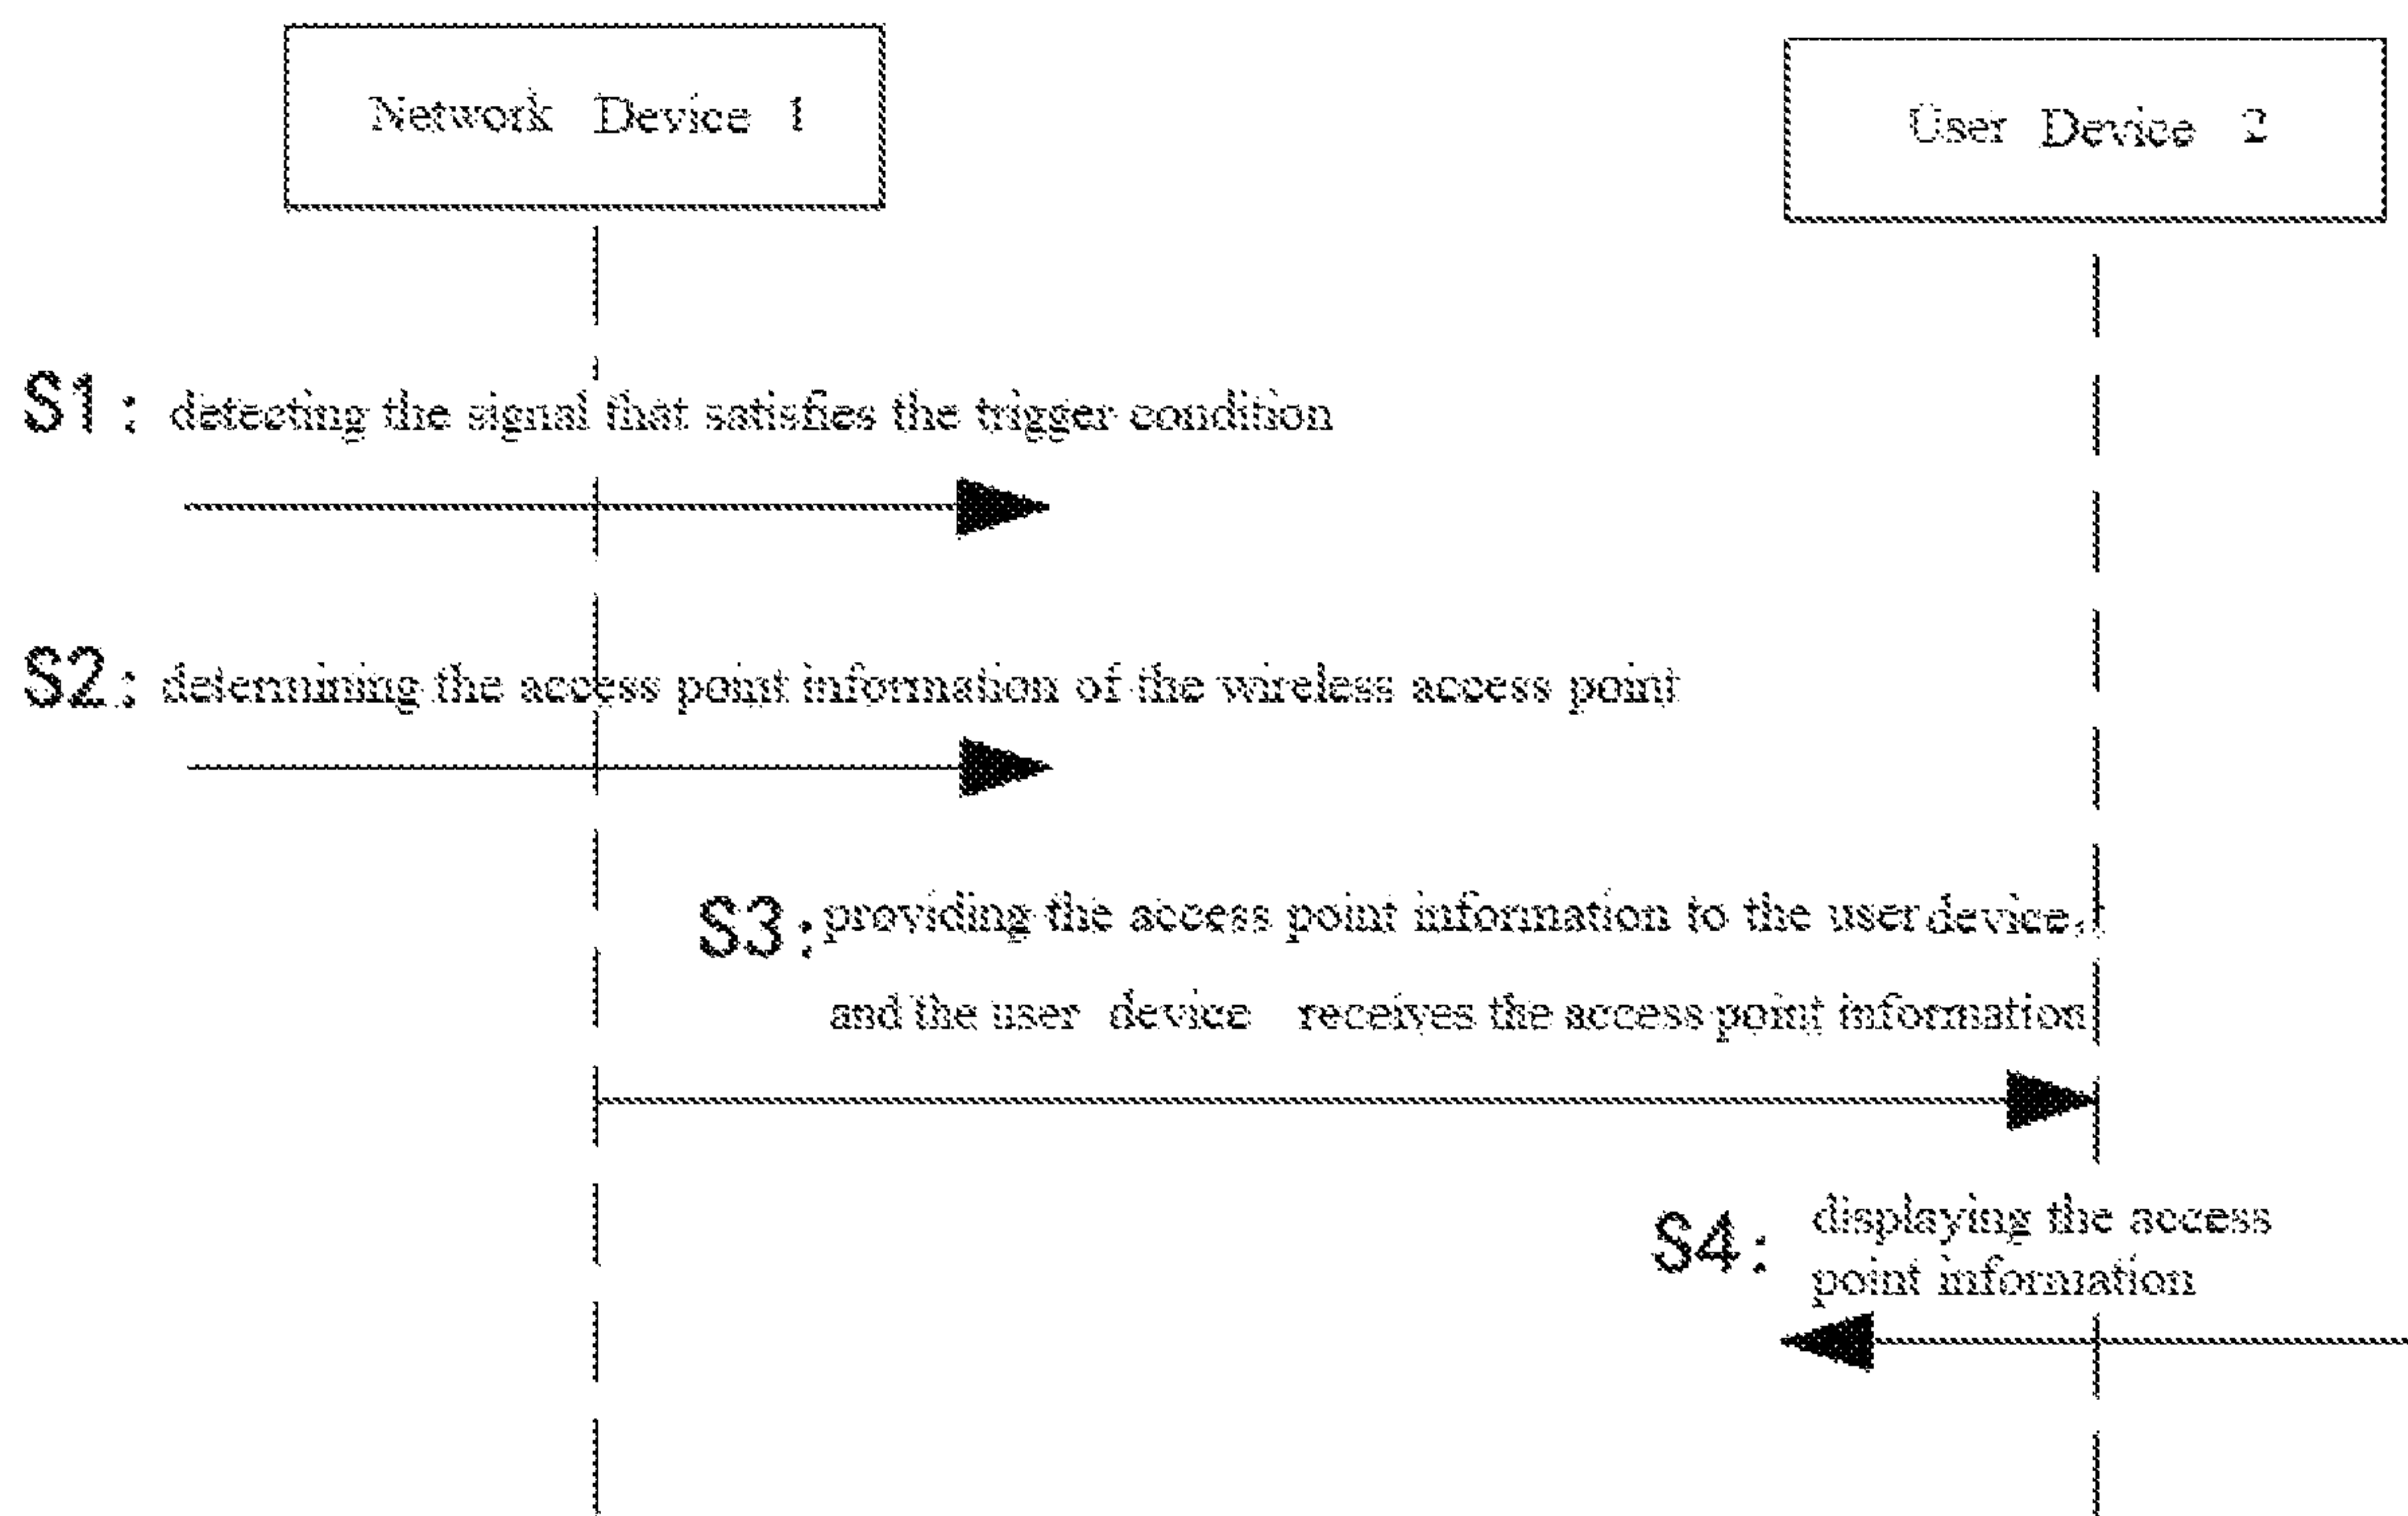 Network Device 1
User Device 2
S1: detecting the signal that satisfies the trigger condition
S2: determining the access point information of the wireless access point
S3: providing the access point information to the user device,
and the user device receives the access point information
S4: displaying the access
point information